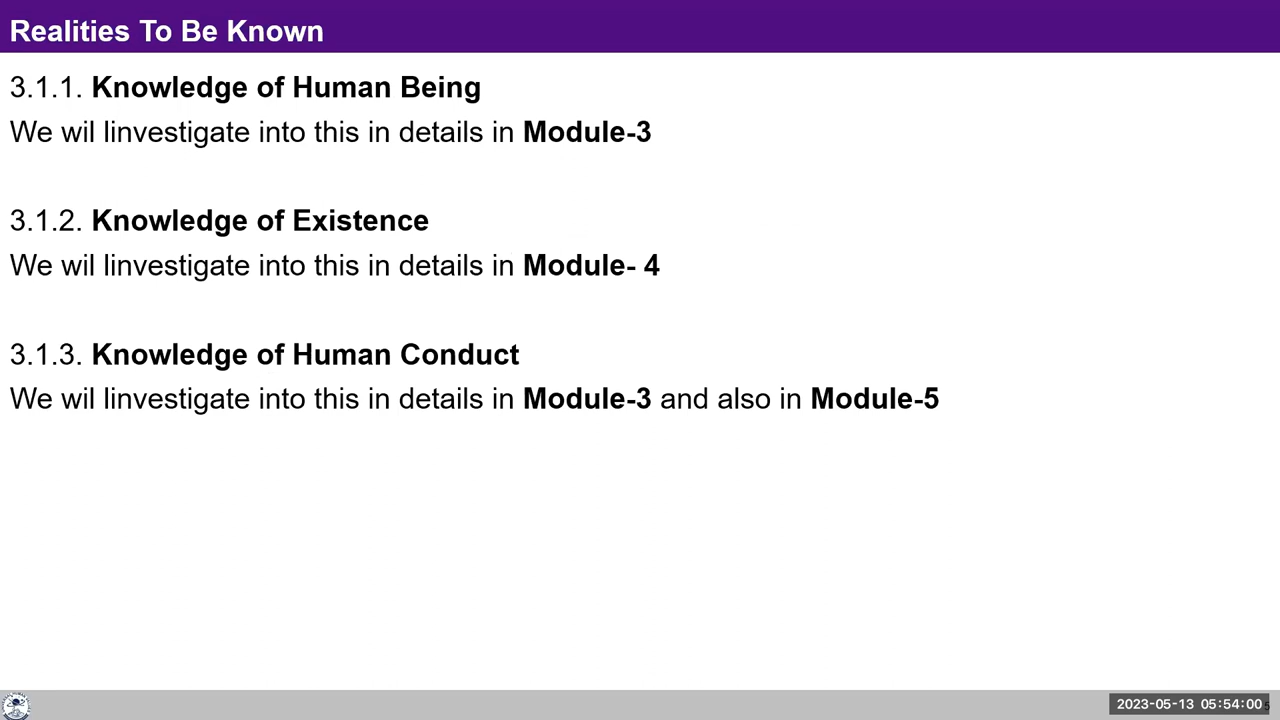 Realities To Be Known
3.1.1. Knowledge of Human Being
We wil linvestigate into this in details in Module-3
3.1.2. Knowledge of Existence
We wil linvestigate into this in details in Module- 4
3.1.3. Knowledge of Human Conduct
We wil linvestigate into this in details in Module-3 and also in Module-5
2023-05-13 05:54:00